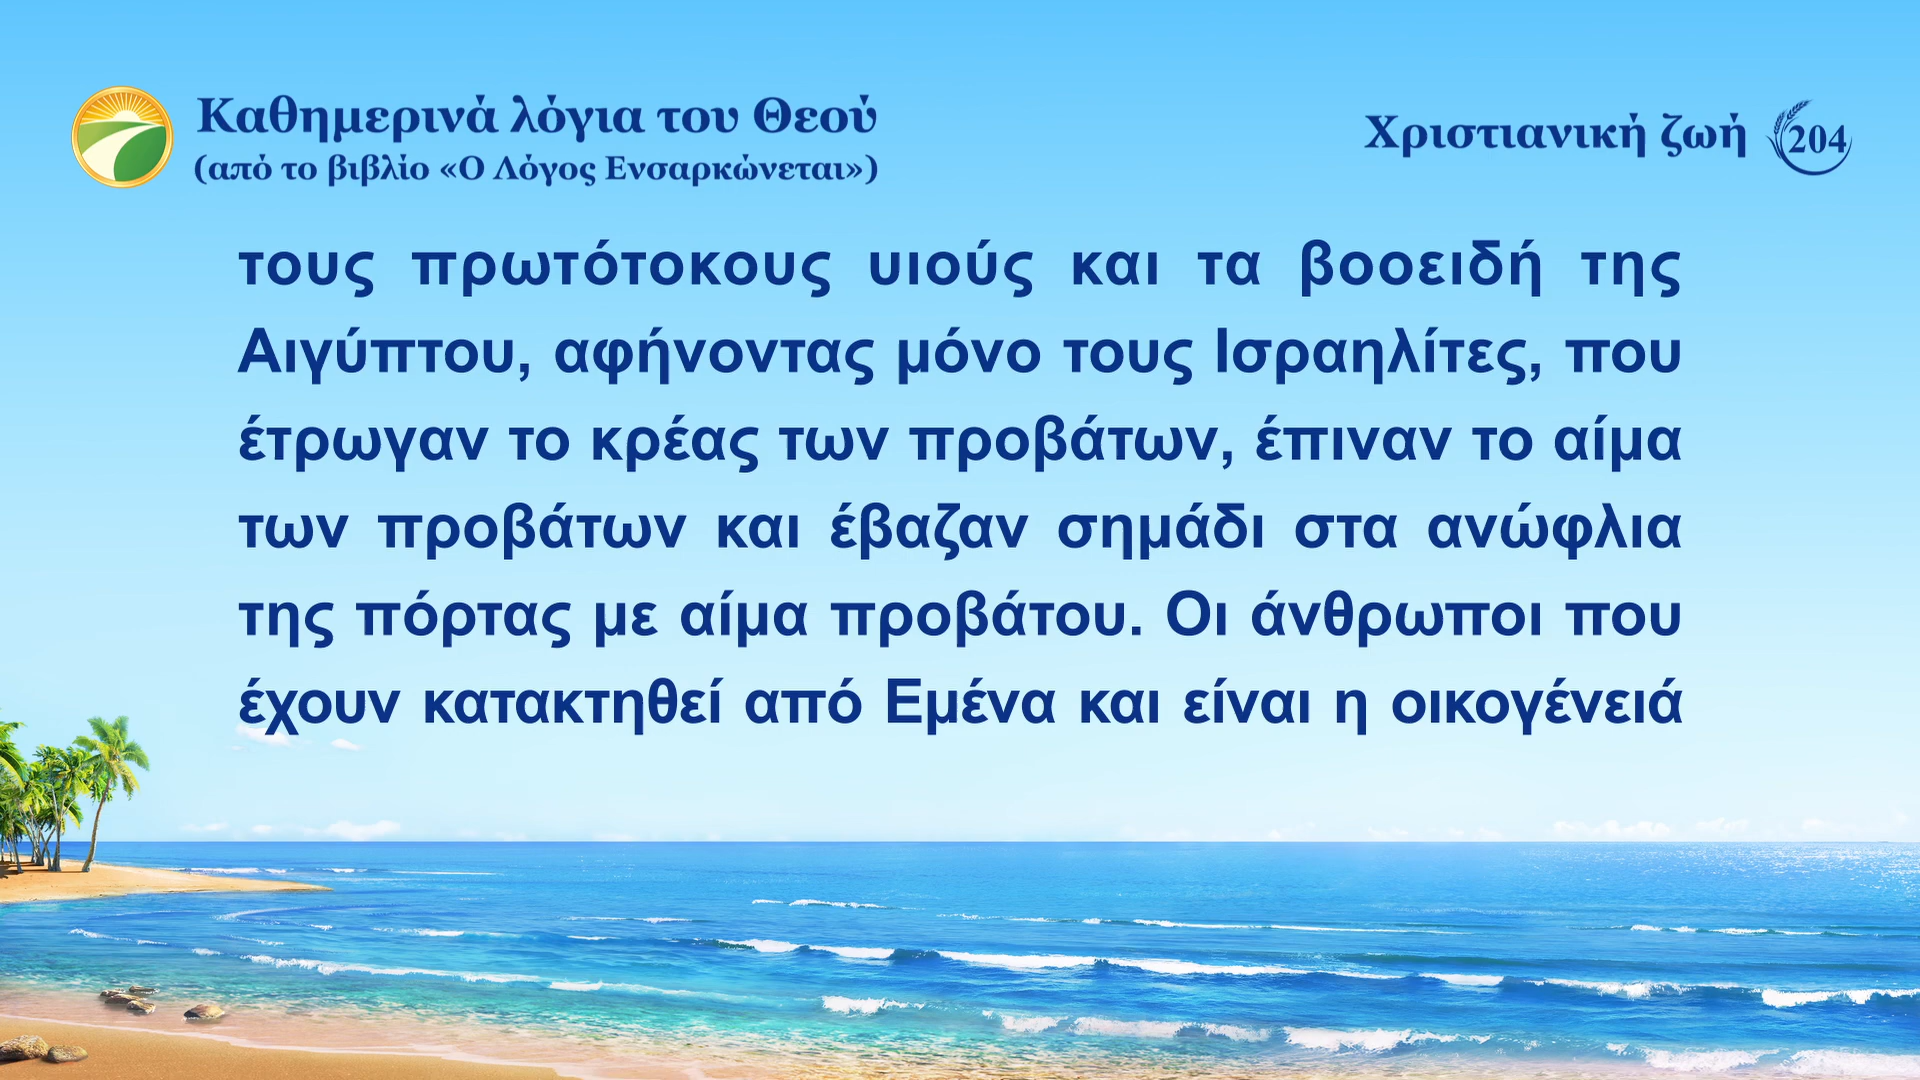 Καθημερινά λόγια του Θεού
(από το βιβλίο «Ο Λόγος Ενσαρκώνεται»)
Χριστιανική ζωή 204
τους πρωτότοκους υιούς και τα βοοειδή της
Αιγύπτου, αφήνοντας μόνο τους Ισραηλίτες, που
έτρωγαν το κρέας των προβάτων, έπιναν το αίμα
των προβάτων και έβαζαν σημάδι στα ανώφλια
της πόρτας με αίμα προβάτου. Οι άνθρωποι που
έχουν κατακτηθεί από Εμένα και είναι η οικογένειά